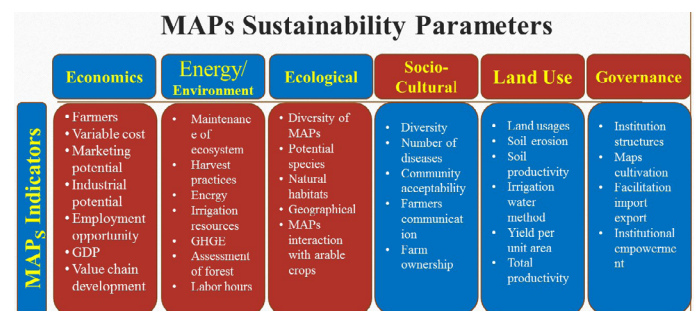 MAPs Sustainability Parameters
Economics
Energy/
Environment
Ecological
Socio-
Cultural
Land Use
Governance
MAPS Indicators
• Farmers
• Variable cost
• Marketing
potential
• Industrial
potential
• Employment
opportunity
• GDP
• Value chain
development
• Maintenanc
e of
ecosystem
• Harvest
practices
• Energy
• Irrigation
resources
• GHGE
• Assessment
of forest
• Labor hours
• Diversity of
MAPs
• Potential
species
• Natural
habitats
• Geographical
• MAPs
interaction
with arable
crops
• Diversity
• Number of
diseases
• Community
acceptability
• Farmers
communicat
ion
• Farm
ownership
• Land usages
• Soil erosion
• Soil
productivity
• Irrigation
water
method
• Yield per
unit area
• Total
productivity
• Institution
structures
• Maps
cultivation
• Facilitation
import
export
• Institutional
empowerme
nt